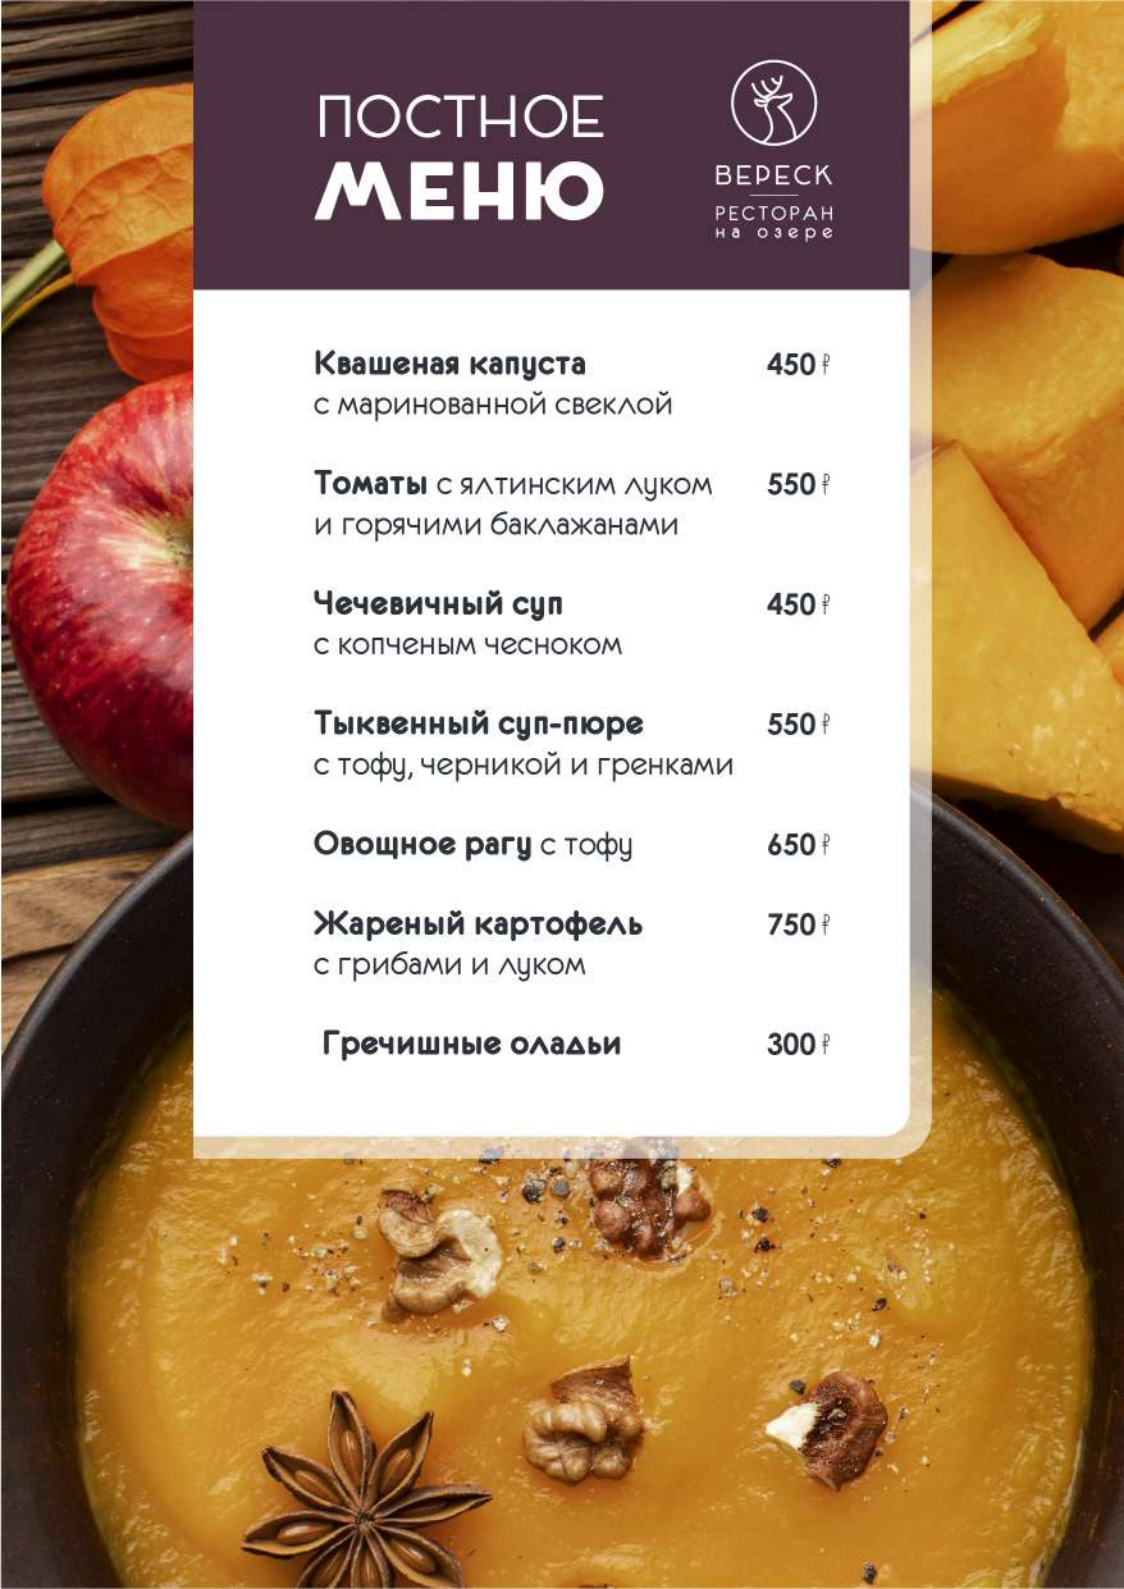 ПОСТНОЕ
МЕНЮ
ВЕРЕСК
РЕСТОРАН
на озере
Квашеная капуста 450 ₽
с маринованной свеклой
Томаты с ялтинским луком 550 ₽
и горячими баклажанами
Чечевичный суп 450 ₽
с копченым чесноком
Тыквенный суп-пюре 550 ₽
с тофу, черникой и гренками
Овощное рагу с тофу 650 ₽
Жареный картофель 750 ₽
с грибами и луком
Гречишные оладьи 300 ₽